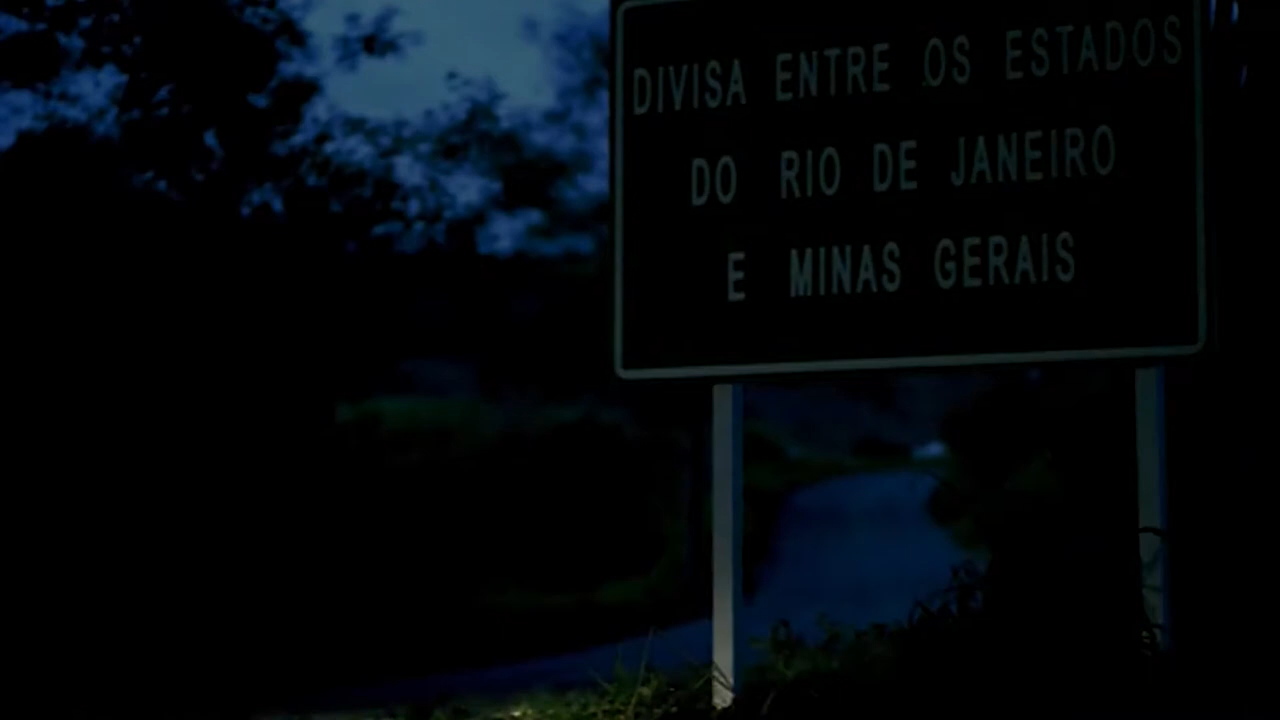 DIVISA ENTRE OS ESTADOS
DO RIO DE JANEIRO
E MINAS GERAIS